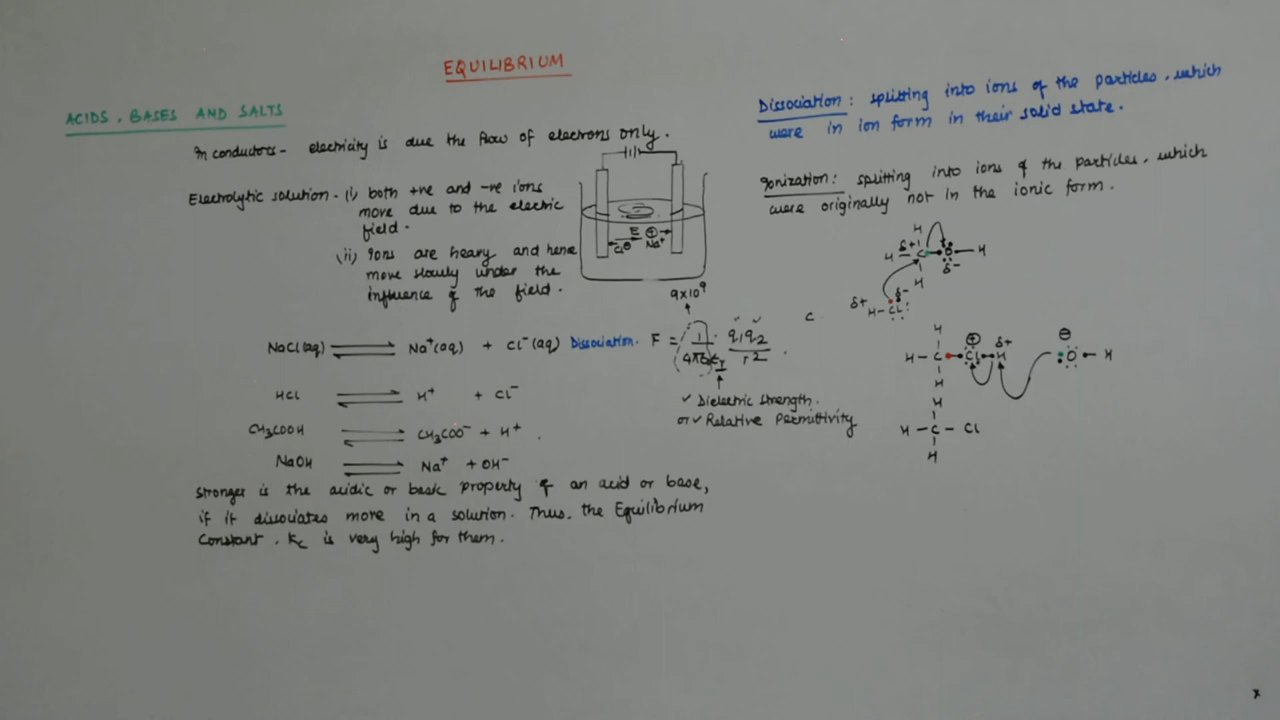 EQUILIBRIUM
ACIDS, BASES AND SALTS
In conductors - electricity is due the flow of electrons only.
Electrolytic solution - (i) both +ve and -ve ions
move due to the electric
field.
(ii) Ions are heavy and hence
move slowly under the
influence of the field.
E ⊕
Cl⊖ Na⁺
NaCl(aq) ⇌ Na⁺(aq) + Cl⁻(aq) Dissociation.
HCl ⇌ H⁺ + Cl⁻
CH₃COOH ⇌ CH₃COO⁻ + H⁺.
NaOH ⇌ Na⁺ + OH⁻
Stronger is the acidic or basic property of an acid or base,
if it dissociates more in a solution. Thus, the Equilibrium
Constant, Kc is very high for them.
9×10⁹
F = 1/4πε₀εr · q₁q₂/r².
✓ Dielectric Strength.
or ✓ Relative Permittivity
Dissociation: splitting into ions of the particles, which
were in ion form in their solid state.
Ionization: splitting into ions of the particles, which
were originally not in the ionic form.
H
H - C δ+ - O - H
δ-
H
δ+ δ-
H - Cl
C
H ⊕ δ+ ⊖
H - C - Cl - H O - H
H
H
H - C - Cl
H